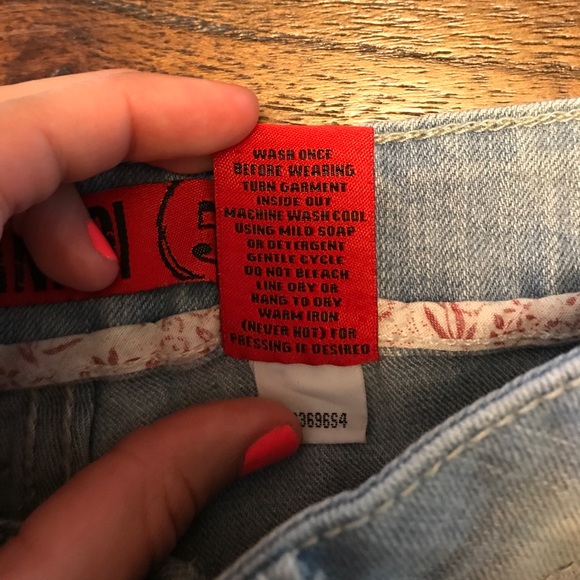 WASH ONCE
BEFORE WEARING
TURN GARMENT
INSIDE OUT
MACHINE WASH COOL
USING MILD SOAP
OR DETERGENT
GENTLE CYCLE
DO NOT BLEACH
LINE DRY OR
HANG TO DRY
WARM IRON
(NEVER HOT) FOR
PRESSING IF DESIRED
5